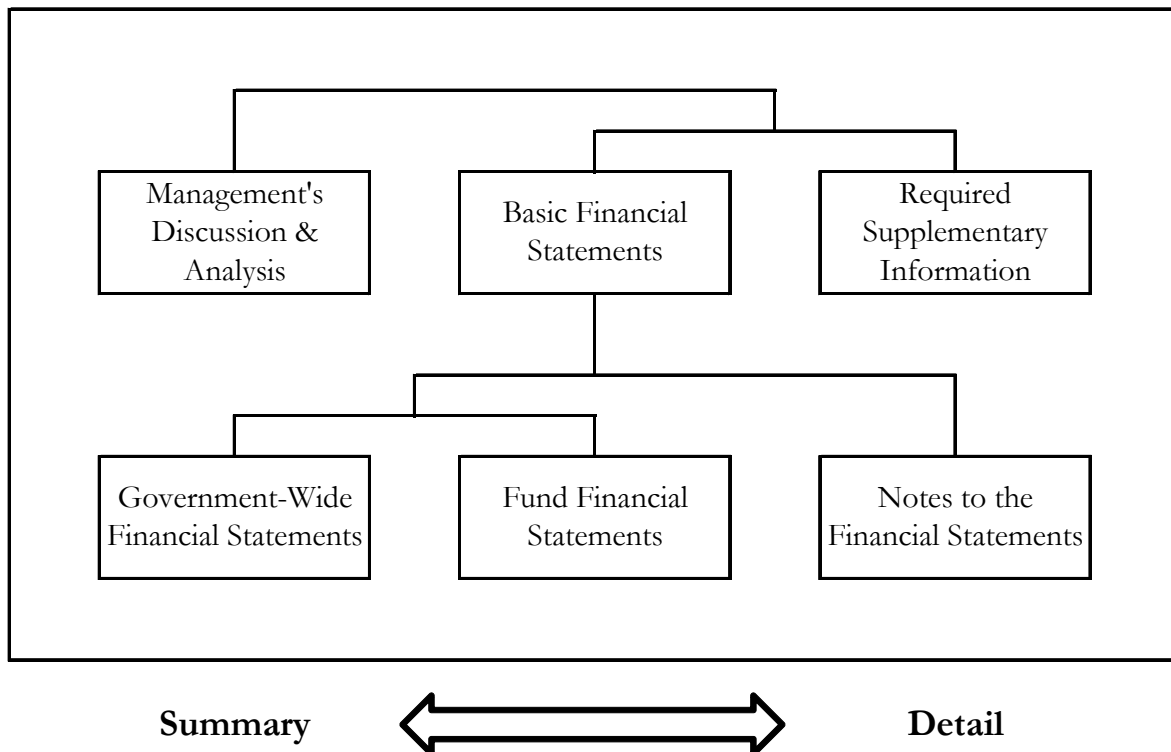 Management's
Discussion &
Analysis
Basic Financial
Statements
Required
Supplementary
Information
Government-Wide
Financial Statements
Fund Financial
Statements
Notes to the
Financial Statements
Summary
Detail